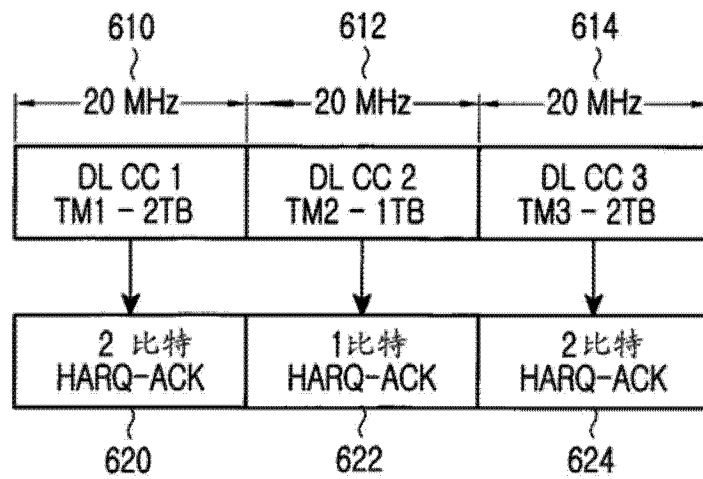 610 612 614
20 MHz 20 MHz 20 MHz
DL CC 1 DL CC 2 DL CC 3
TM1 - 2TB TM2 - 1TB TM3 - 2TB
2 比特 1比特 2比特
HARQ-ACK HARQ-ACK HARQ-ACK
620 622 624